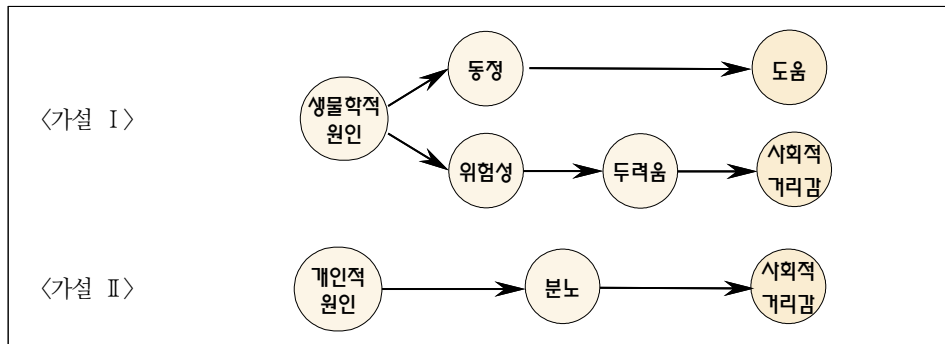 〈가설 Ⅰ〉
생물학적
원인
동정
도움
위험성
두려움
사회적
거리감
〈가설 Ⅱ〉
개인적
원인
분노
사회적
거리감